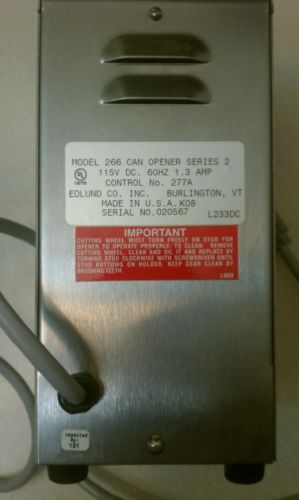 MODEL 266 CAN OPENER SERIES 2
115V DC. 60HZ 1.3 AMP
CONTROL No. 277A
EDLUND CO. INC. BURLINGTON, VT
MADE IN U.S.A. K08
SERIAL NO.020567
L233DC
UL
IMPORTANT
CUTTING WHEEL MUST TURN FREELY ON STUD FOR
OPENER TO OPERATE PROPERLY. TO CLEAN, REMOVE
CUTTING WHEEL, CLEAN AND OIL IT AND REPLACE BY
TURNING STUD CLOCKWISE WITH SCREWDRIVER UNTIL
STUD BOTTOMS ON HOLDER. KEEP GEAR CLEAN BY
BRUSHING TEETH.
131